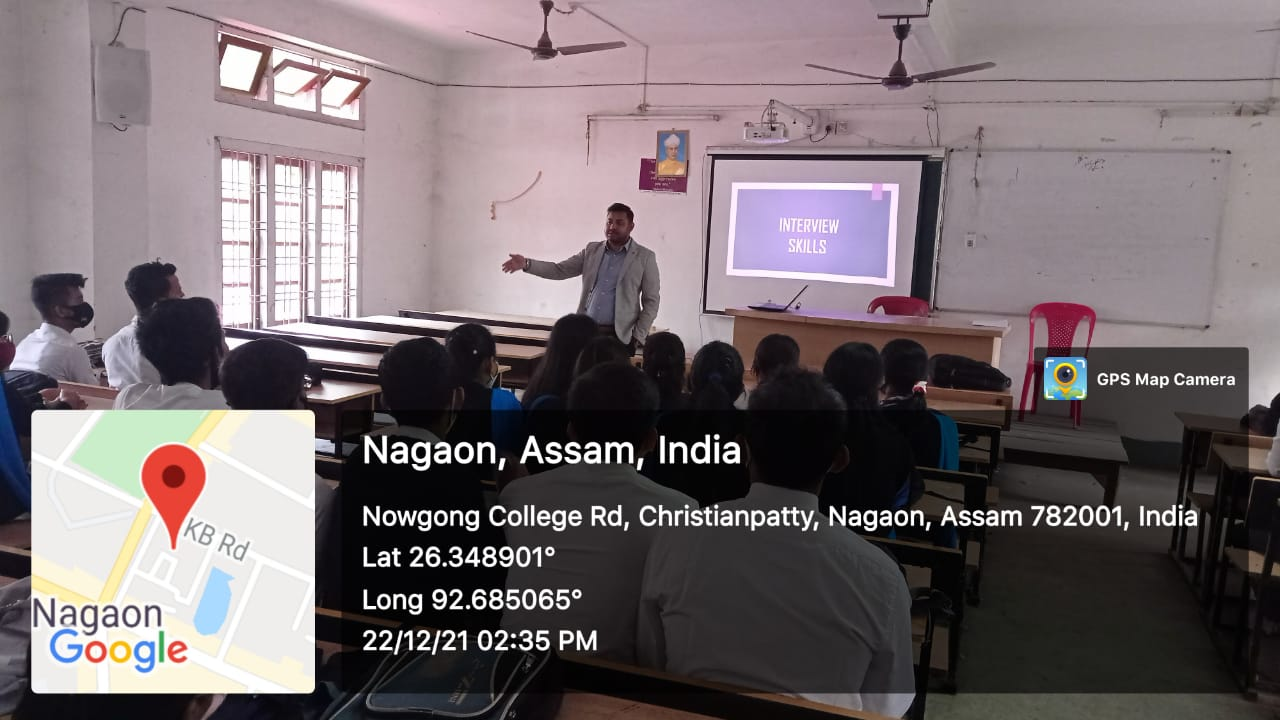 INTERVIEW
SKILLS
GPS Map Camera
Nagaon, Assam, India
Nowgong College Rd, Christianpatty, Nagaon, Assam 782001, India
Lat 26.348901°
Long 92.685065°
22/12/21 02:35 PM
KB Rd
Nagaon
Google